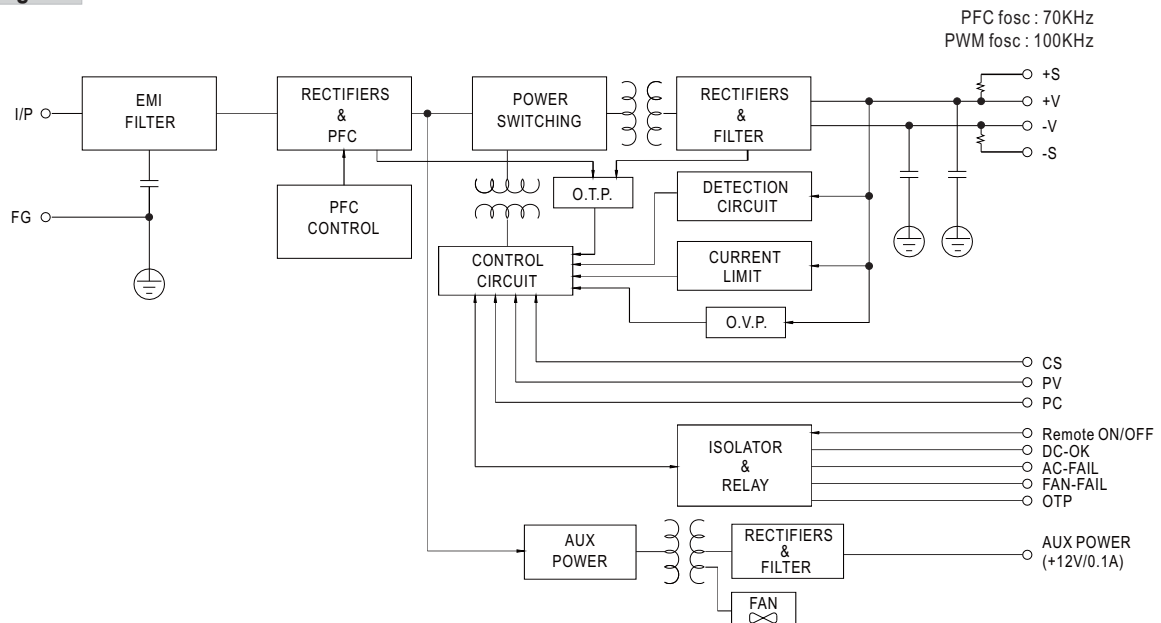 PFC fosc : 70KHz
PWM fosc : 100KHz
I/P
EMI
FILTER
RECTIFIERS
&
PFC
POWER
SWITCHING
RECTIFIERS
&
FILTER
+S
+V
-V
-S
FG
PFC
CONTROL
O.T.P.
DETECTION
CIRCUIT
CONTROL
CIRCUIT
CURRENT
LIMIT
O.V.P.
CS
PV
PC
ISOLATOR
&
RELAY
Remote ON/OFF
DC-OK
AC-FAIL
FAN-FAIL
OTP
AUX
POWER
RECTIFIERS
&
FILTER
AUX POWER
(+12V/0.1A)
FAN